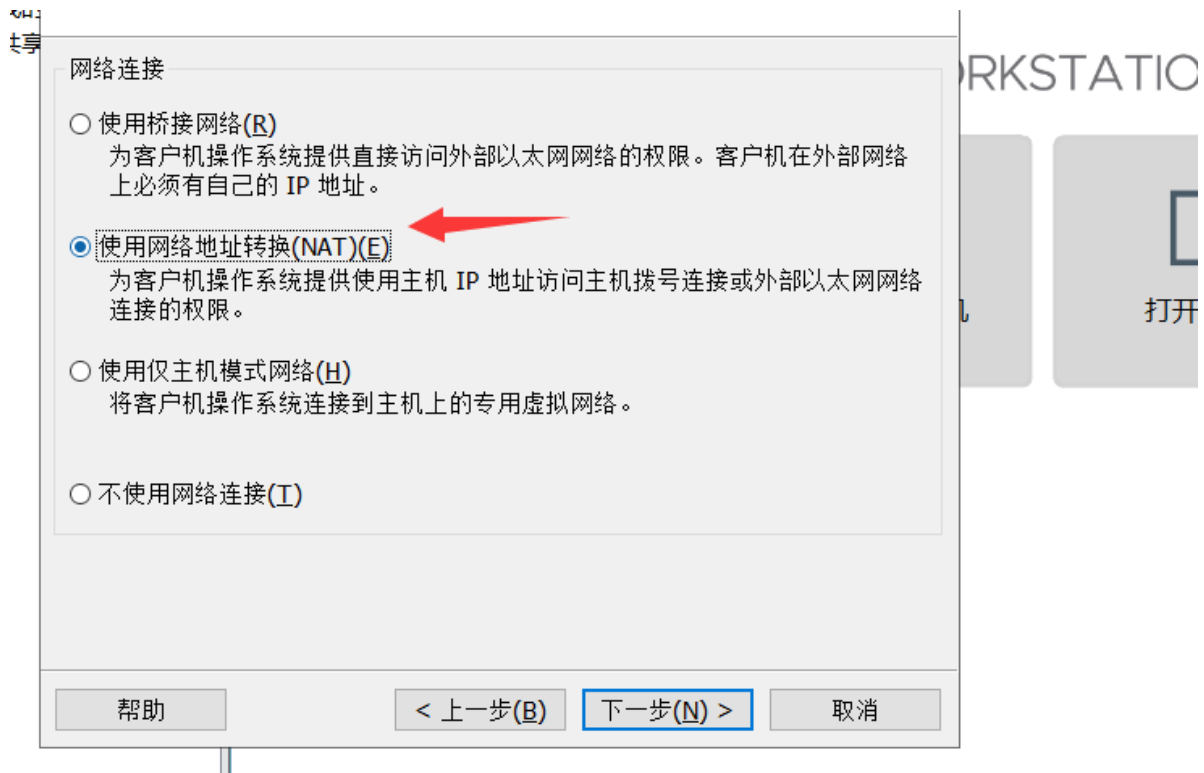 共享
ORKSTATIO
网络连接
使用桥接网络(R)
为客户机操作系统提供直接访问外部以太网网络的权限。客户机在外部网络
上必须有自己的 IP 地址。
使用网络地址转换(NAT)(E)
为客户机操作系统提供使用主机 IP 地址访问主机拨号连接或外部以太网网络
连接的权限。
机
打开
使用仅主机模式网络(H)
将客户机操作系统连接到主机上的专用虚拟网络。
不使用网络连接(T)
帮助
< 上一步(B)
下一步(N) >
取消